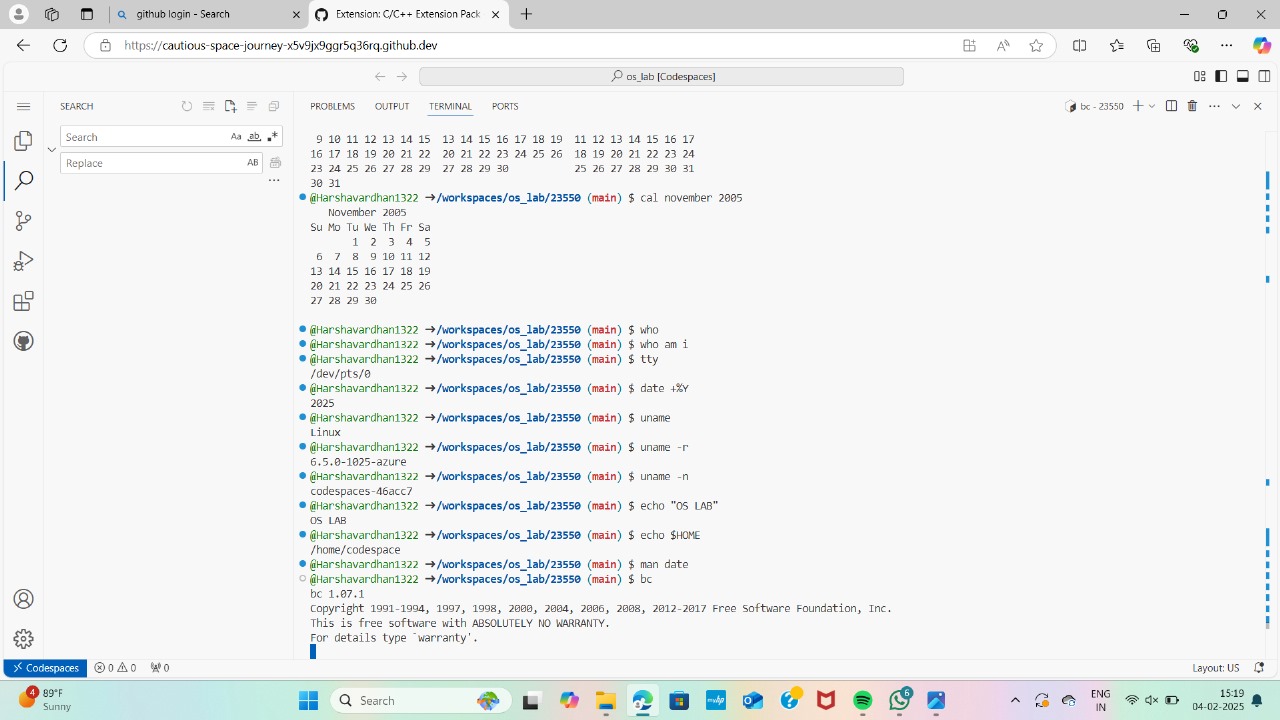 github login - Search
Extension: C/C++ Extension Pack
https://cautious-space-journey-x5v9jx9ggr5q36rq.github.dev
os_lab [Codespaces]
SEARCH
Search
Aa ab
Replace
AB
PROBLEMS OUTPUT TERMINAL PORTS
bc - 23550
 9 10 11 12 13 14 15  13 14 15 16 17 18 19  11 12 13 14 15 16 17
16 17 18 19 20 21 22  20 21 22 23 24 25 26  18 19 20 21 22 23 24
23 24 25 26 27 28 29  27 28 29 30           25 26 27 28 29 30 31
30 31
@Harshavardhan1322 ➜/workspaces/os_lab/23550 (main) $ cal november 2005
   November 2005
Su Mo Tu We Th Fr Sa
       1  2  3  4  5
 6  7  8  9 10 11 12
13 14 15 16 17 18 19
20 21 22 23 24 25 26
27 28 29 30
@Harshavardhan1322 ➜/workspaces/os_lab/23550 (main) $ who
@Harshavardhan1322 ➜/workspaces/os_lab/23550 (main) $ who am i
@Harshavardhan1322 ➜/workspaces/os_lab/23550 (main) $ tty
/dev/pts/0
@Harshavardhan1322 ➜/workspaces/os_lab/23550 (main) $ date +%Y
2025
@Harshavardhan1322 ➜/workspaces/os_lab/23550 (main) $ uname
Linux
@Harshavardhan1322 ➜/workspaces/os_lab/23550 (main) $ uname -r
6.5.0-1025-azure
@Harshavardhan1322 ➜/workspaces/os_lab/23550 (main) $ uname -n
codespaces-46acc7
@Harshavardhan1322 ➜/workspaces/os_lab/23550 (main) $ echo "OS LAB"
OS LAB
@Harshavardhan1322 ➜/workspaces/os_lab/23550 (main) $ echo $HOME
/home/codespace
@Harshavardhan1322 ➜/workspaces/os_lab/23550 (main) $ man date
@Harshavardhan1322 ➜/workspaces/os_lab/23550 (main) $ bc
bc 1.07.1
Copyright 1991-1994, 1997, 1998, 2000, 2004, 2006, 2008, 2012-2017 Free Software Foundation, Inc.
This is free software with ABSOLUTELY NO WARRANTY.
For details type `warranty'.
Codespaces
0 0 0
Layout: US
4
89°F
Sunny
Search
myhp
6
ENG
IN
15:19
04-02-2025